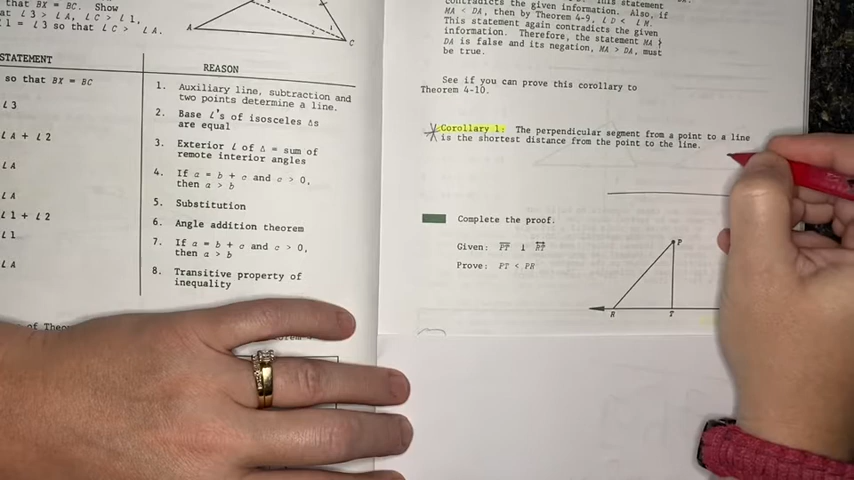 that BX = BC. Show
at ∠3 > ∠A, ∠C > ∠1,
∠1 = ∠3 so that ∠C > ∠A.
A
2
C
STATEMENT
REASON
so that BX = BC
∠3
∠A + ∠2
∠A
∠A
∠1 + ∠2
∠1
∠A
1. Auxiliary line, subtraction and
two points determine a line.
2. Base ∠'s of isosceles Δs
are equal
3. Exterior ∠ of Δ = sum of
remote interior angles
4. If a = b + c and c > 0,
then a > b
5. Substitution
6. Angle addition theorem
7. If a = b + c and c > 0,
then a > b
8. Transitive property of
inequality
contradicts the given information. Also, if
MA < DA, then by Theorem 4-9, ∠D < ∠M.
This statement again contradicts the given
information. Therefore, the statement MA ≯
DA is false and its negation, MA > DA, must
be true.
See if you can prove this corollary to
Theorem 4-10.
Corollary 1: The perpendicular segment from a point to a line
is the shortest distance from the point to the line.
Complete the proof.
Given: PT ⊥ RT
Prove: PT < PR
P
R
T